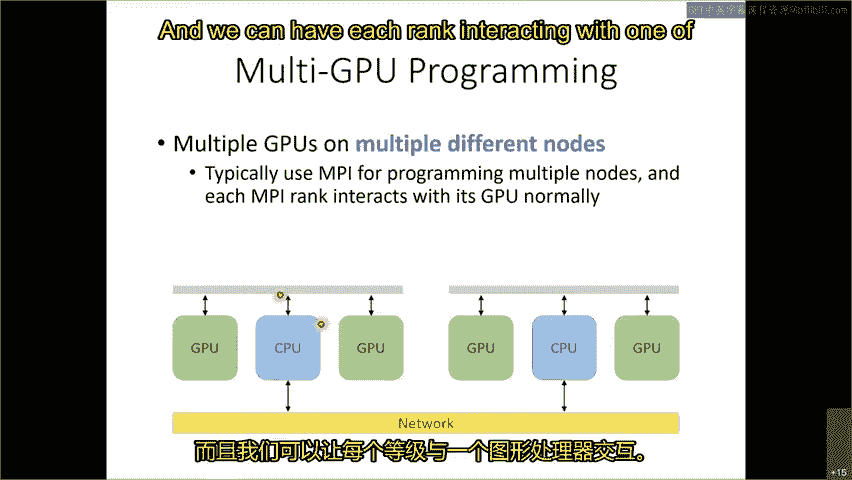 And we can have each rank interacting with one of
Multi-GPU Programming
• Multiple GPUs on multiple different nodes
• Typically use MPI for programming multiple nodes, and
each MPI rank interacts with its GPU normally
GPU CPU GPU GPU CPU GPU
Network
而且我们可以让每个等级与一个图形处理器交互。
+15